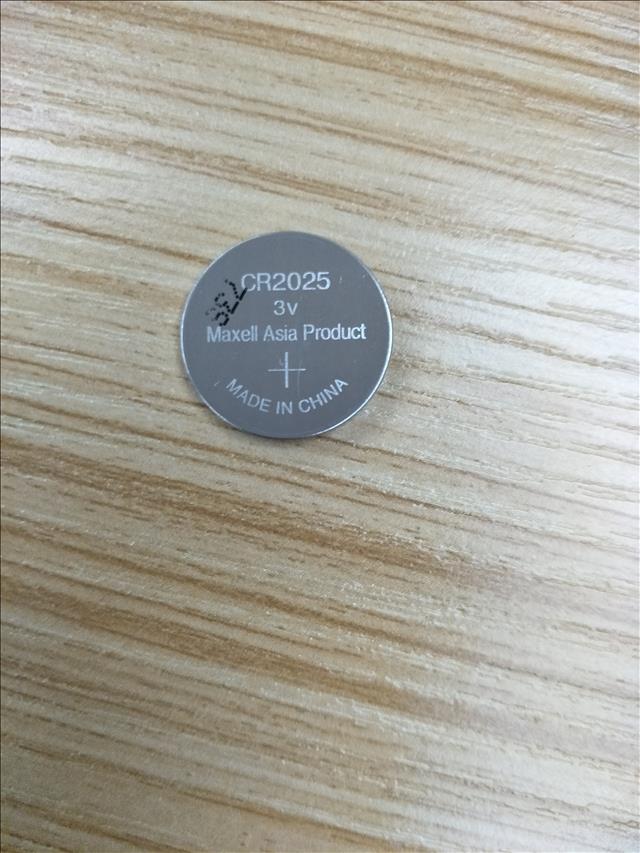 CR2025
3v
Maxell Asia Product
+
MADE IN CHINA